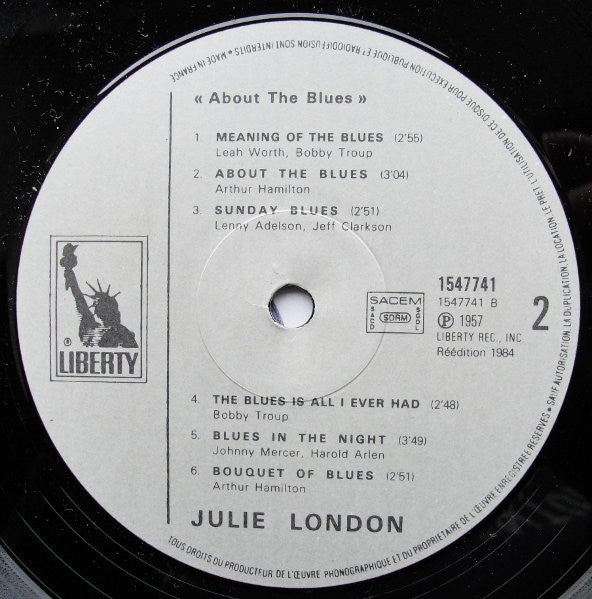 « About The Blues »
1. MEANING OF THE BLUES (2'55)
Leah Worth, Bobby Troup
2. ABOUT THE BLUES (3'04)
Arthur Hamilton
3. SUNDAY BLUES (2'51)
Lenny Adelson, Jeff Clarkson
® LIBERTY
SACEM
SACD
SDRM
SGDL
1547741
1547741 B
℗ 1957
LIBERTY REC., INC
Réédition 1984
2
4. THE BLUES IS ALL I EVER HAD (2'48)
Bobby Troup
5. BLUES IN THE NIGHT (3'49)
Johnny Mercer, Harold Arlen
6. BOUQUET OF BLUES (2'51)
Arthur Hamilton
JULIE LONDON
TOUS DROITS DU PRODUCTEUR DE L'ŒUVRE PHONOGRAPHIQUE ET DU PROPRIETAIRE DE L'ŒUVRE ENREGISTREE RESERVES • SAUF AUTORISATION, LA DUPLICATION, LA LOCATION, LE PRET, L'UTILISATION DE CE DISQUE POUR EXECUTION PUBLIQUE ET RADIODIFFUSION SONT INTERDITS • MADE IN FRANCE •